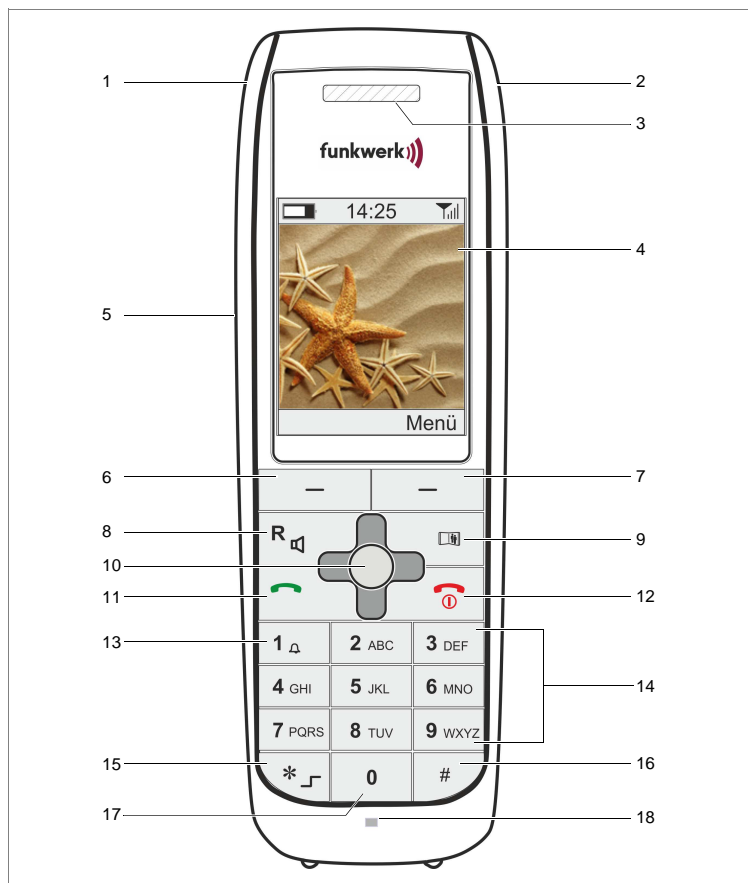 1
2
3
funkwerk
14:25
4
5
Menü
6
7
R
8
9
10
11
12
1
2 ABC
3 DEF
13
4 GHI
5 JKL
6 MNO
14
7 PQRS
8 TUV
9 WXYZ
15
*
0
#
16
17
18